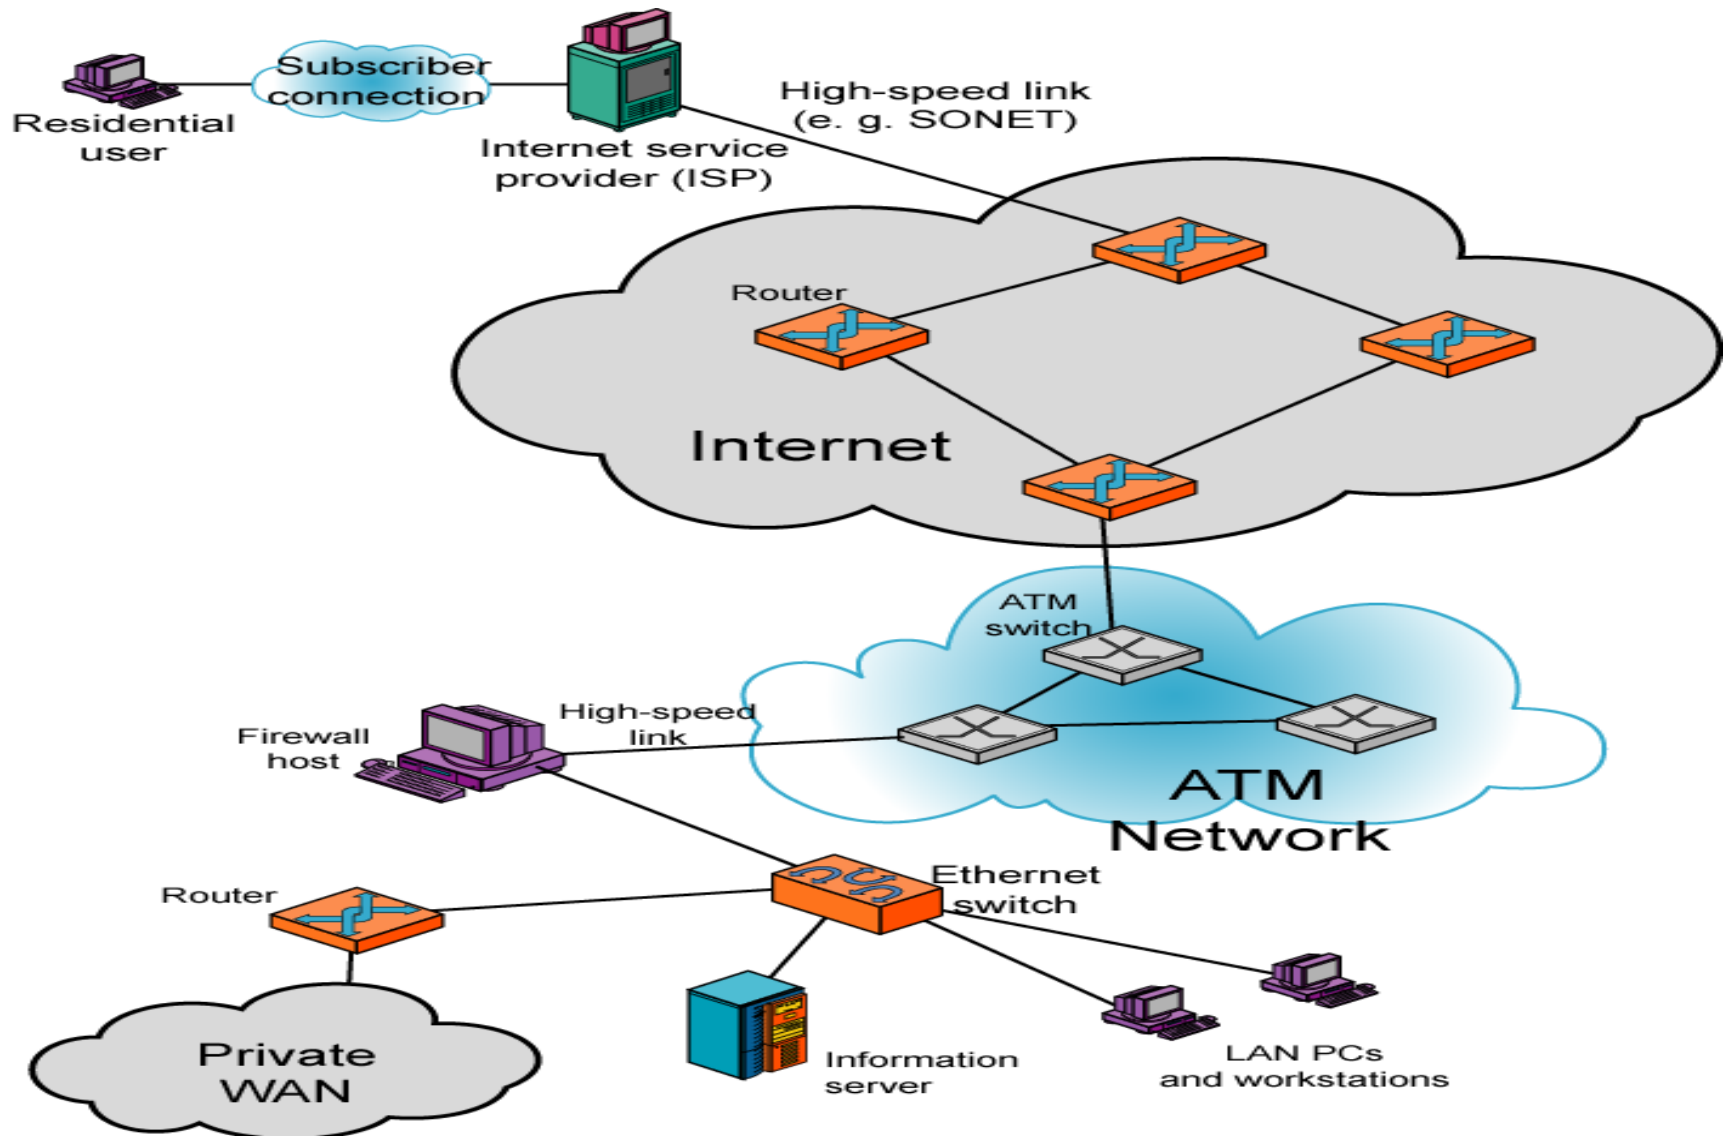 Subscriber
connection
Residential
user
Internet service
provider (ISP)
High-speed link
(e. g. SONET)
Router
Internet
ATM
switch
High-speed
link
Firewall
host
ATM
Network
Ethernet
switch
Router
Private
WAN
Information
server
LAN PCs
and workstations